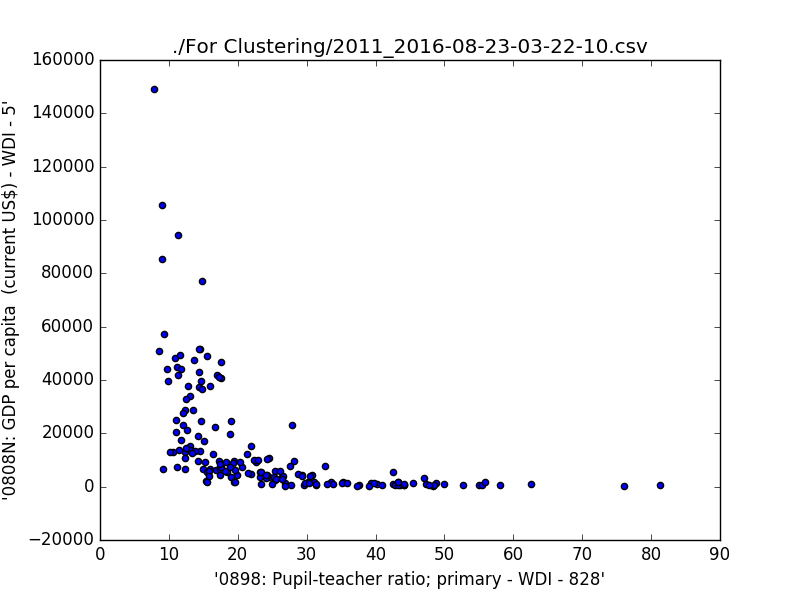 ./For Clustering/2011_2016-08-23-03-22-10.csv
160000
140000
120000
100000
80000
60000
40000
20000
0
−20000
'0808N: GDP per capita  (current US$) - WDI - 5'
0 10 20 30 40 50 60 70 80 90
'0898: Pupil-teacher ratio; primary - WDI - 828'